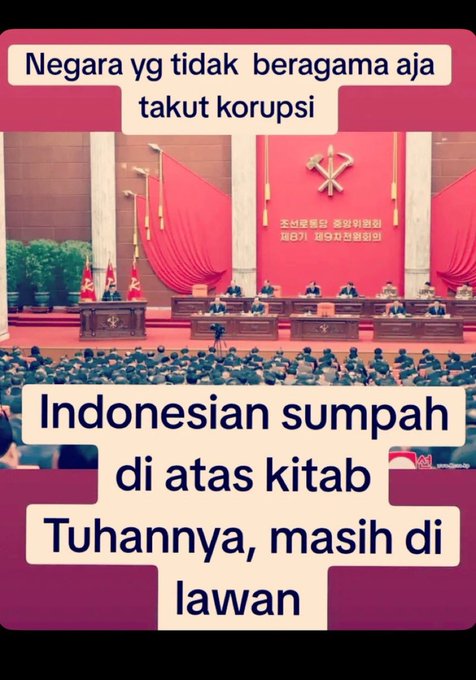 Negara yg tidak beragama aja
takut korupsi
조선로동당 중앙위원회
제8기 제9차전원회의
Indonesian sumpah
di atas kitab
Tuhannya, masih di
lawan